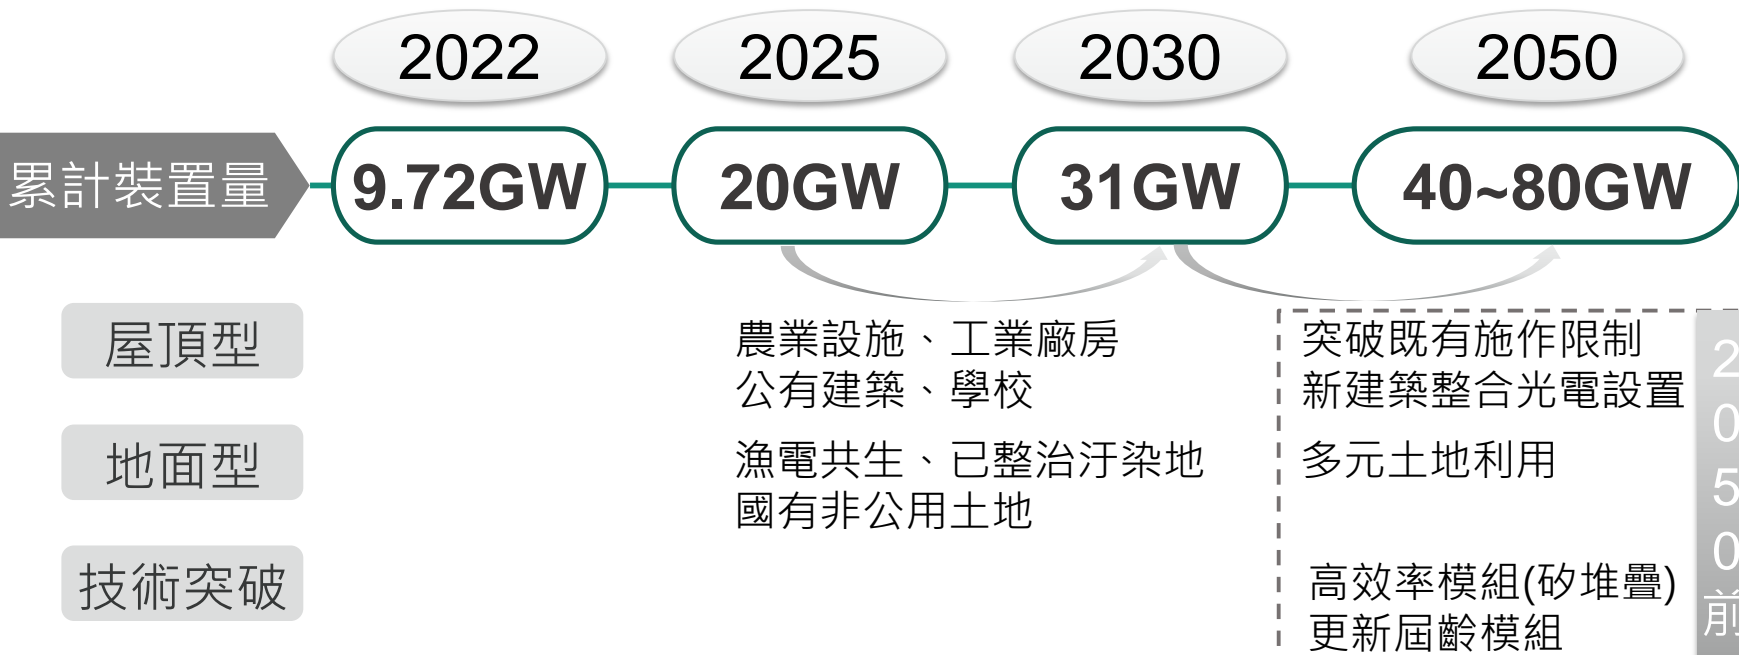 2022
2025
2030
2050
累計裝置量
9.72GW
20GW
31GW
40~80GW
屋頂型
農業設施、工業廠房
公有建築、學校
突破既有施作限制
新建築整合光電設置
地面型
漁電共生、已整治汙染地
國有非公用土地
多元土地利用
技術突破
高效率模組(矽堆疊)
更新屆齡模組
2050前